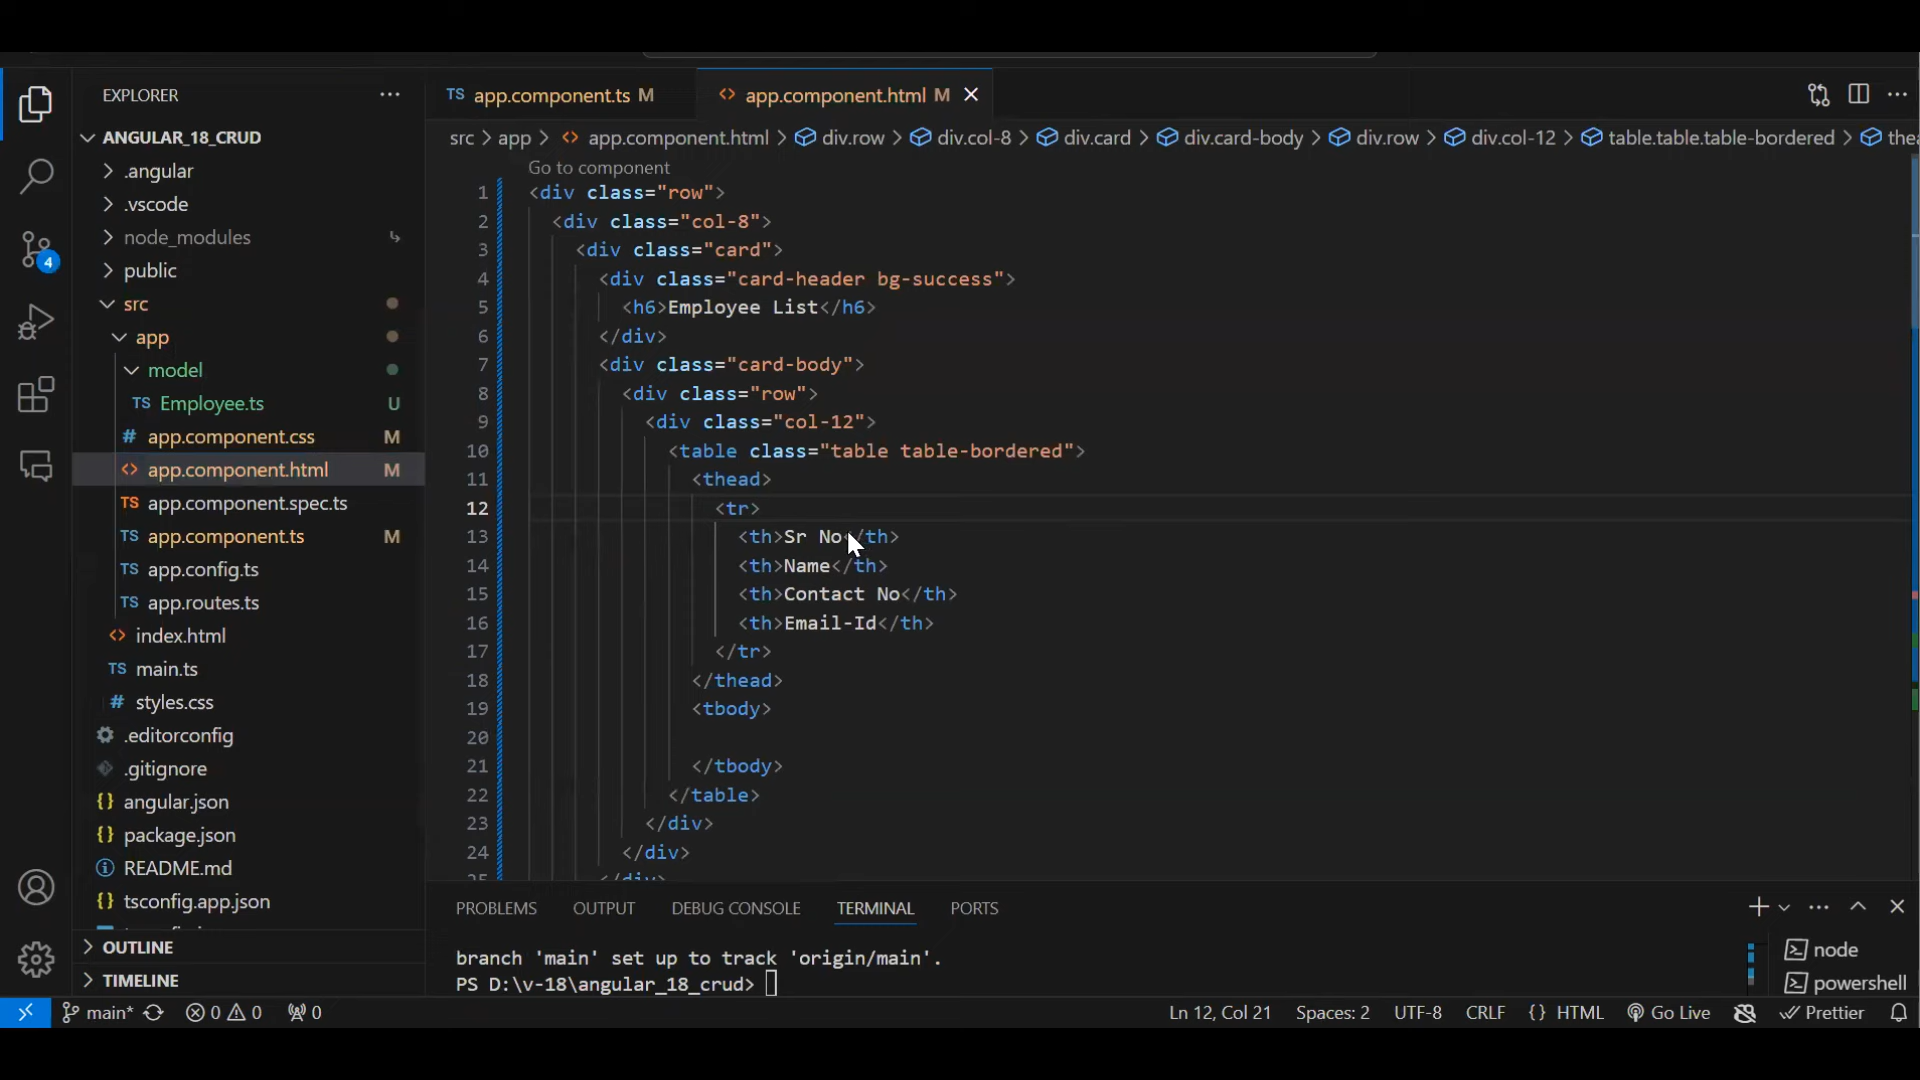 EXPLORER
ANGULAR_18_CRUD
.angular
.vscode
node_modules
public
src
app
model
TS Employee.ts U
# app.component.css M
<> app.component.html M
TS app.component.spec.ts
TS app.component.ts M
TS app.config.ts
TS app.routes.ts
<> index.html
TS main.ts
# styles.css
.editorconfig
.gitignore
{} angular.json
{} package.json
README.md
{} tsconfig.app.json
OUTLINE
TIMELINE
4
TS app.component.ts M
<> app.component.html M
src > app > <> app.component.html > div.row > div.col-8 > div.card > div.card-body > div.row > div.col-12 > table.table.table-bordered > thea
Go to component
1 <div class="row">
2 <div class="col-8">
3 <div class="card">
4 <div class="card-header bg-success">
5 <h6>Employee List</h6>
6 </div>
7 <div class="card-body">
8 <div class="row">
9 <div class="col-12">
10 <table class="table table-bordered">
11 <thead>
12 <tr>
13 <th>Sr No</th>
14 <th>Name</th>
15 <th>Contact No</th>
16 <th>Email-Id</th>
17 </tr>
18 </thead>
19 <tbody>
20
21 </tbody>
22 </table>
23 </div>
24 </div>
25 </div>
PROBLEMS OUTPUT DEBUG CONSOLE TERMINAL PORTS
branch 'main' set up to track 'origin/main'.
PS D:\v-18\angular_18_crud>
node
powershell
main* 0 0 0 Ln 12, Col 21 Spaces: 2 UTF-8 CRLF {} HTML Go Live Prettier